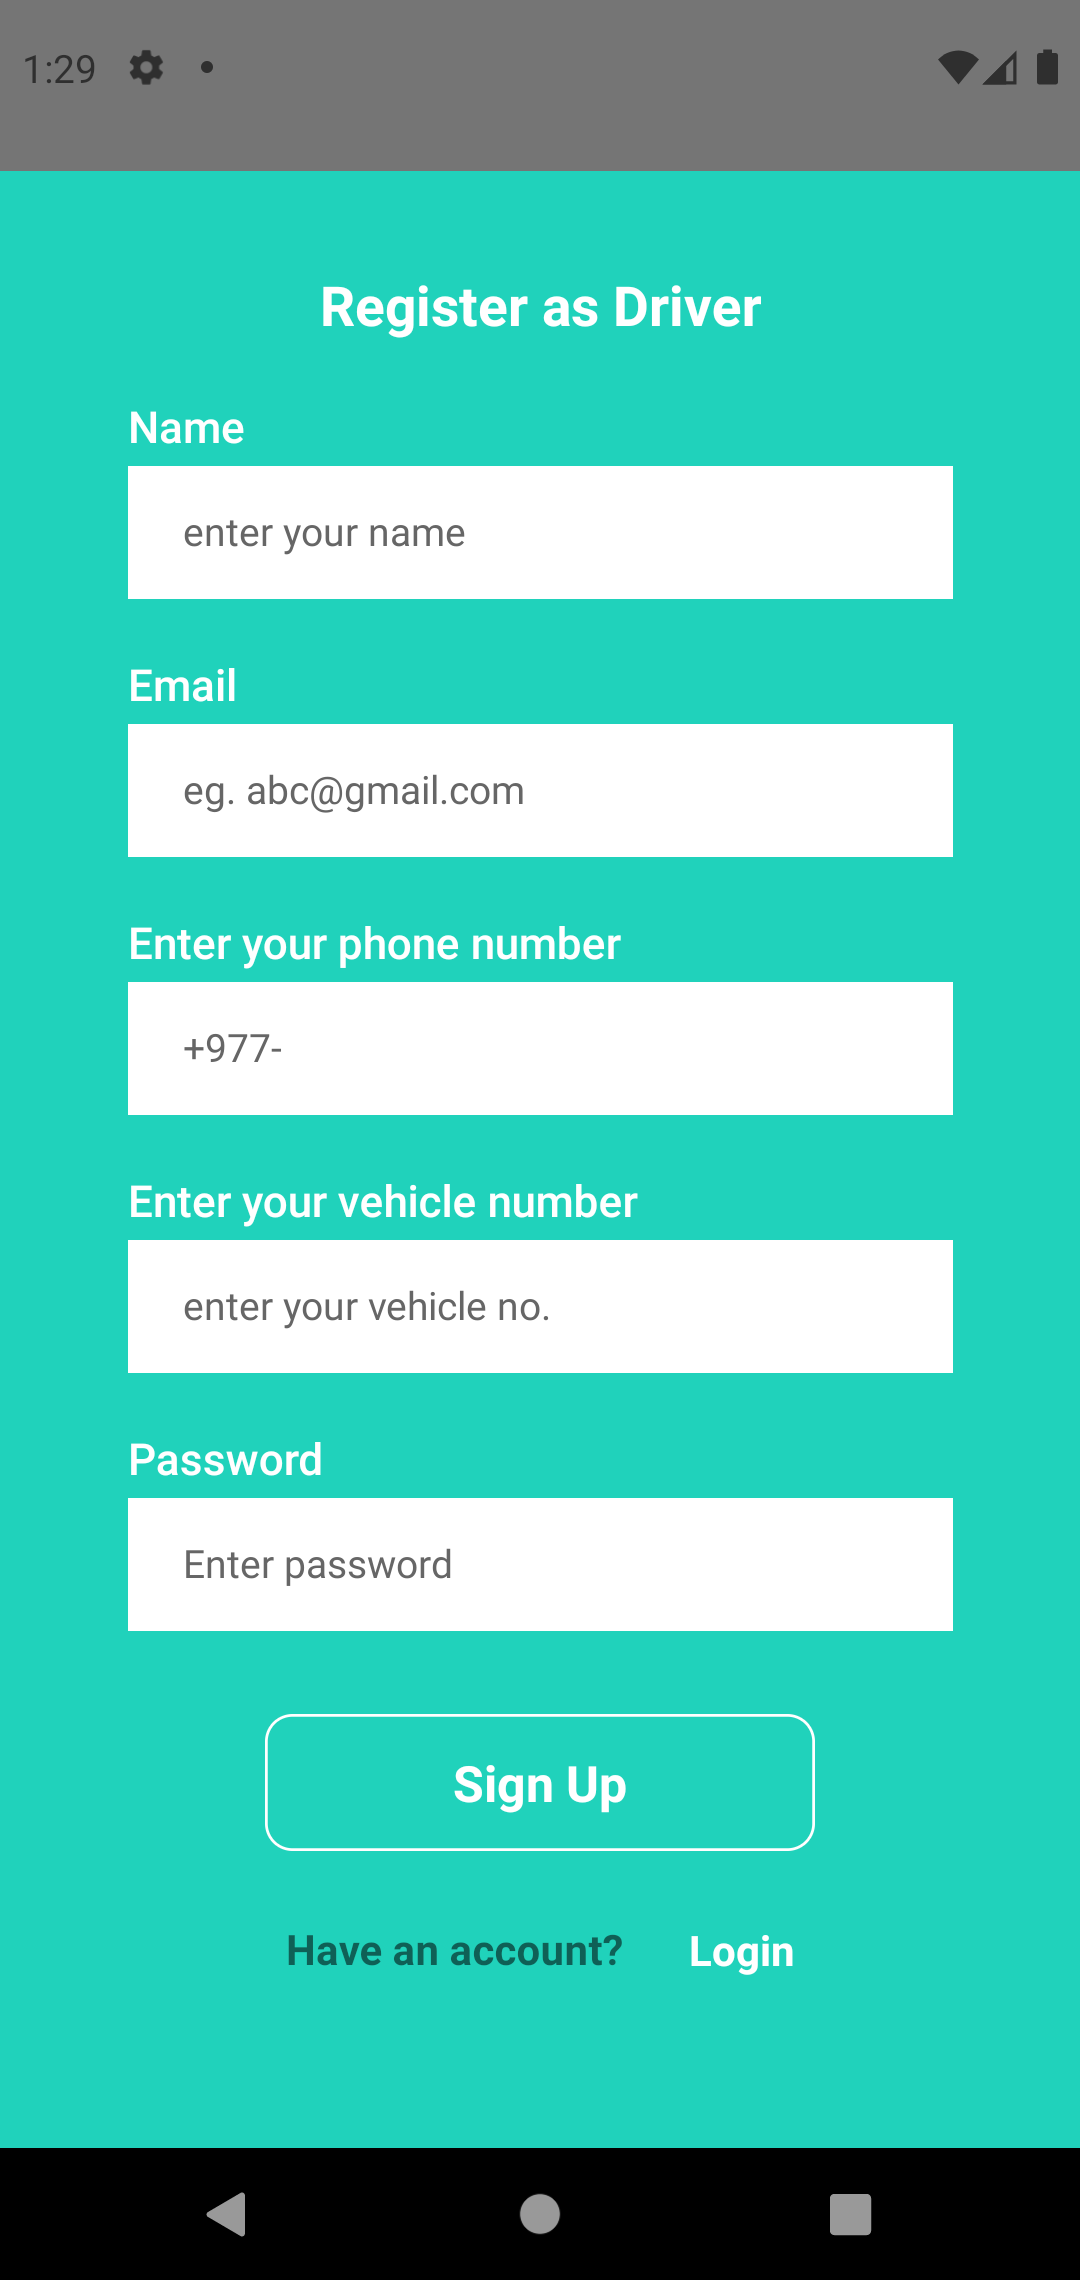 1:29
Register as Driver
Name
enter your name
Email
eg. abc@gmail.com
Enter your phone number
+977-
Enter your vehicle number
enter your vehicle no.
Password
Enter password
Sign Up
Have an account? Login